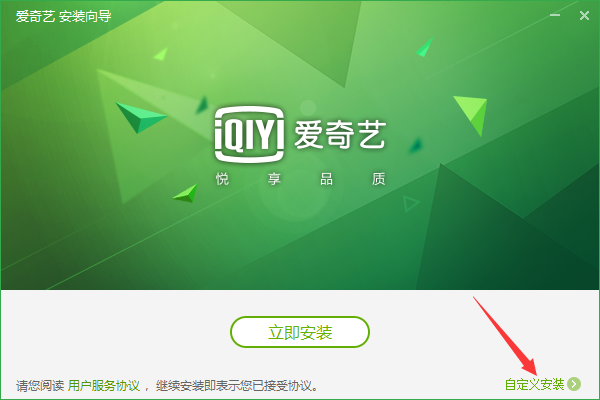 爱奇艺 安装向导
iQIYI 爱奇艺
悦享品质
立即安装
请您阅读 用户服务协议，继续安装即表示您已接受协议。
自定义安装